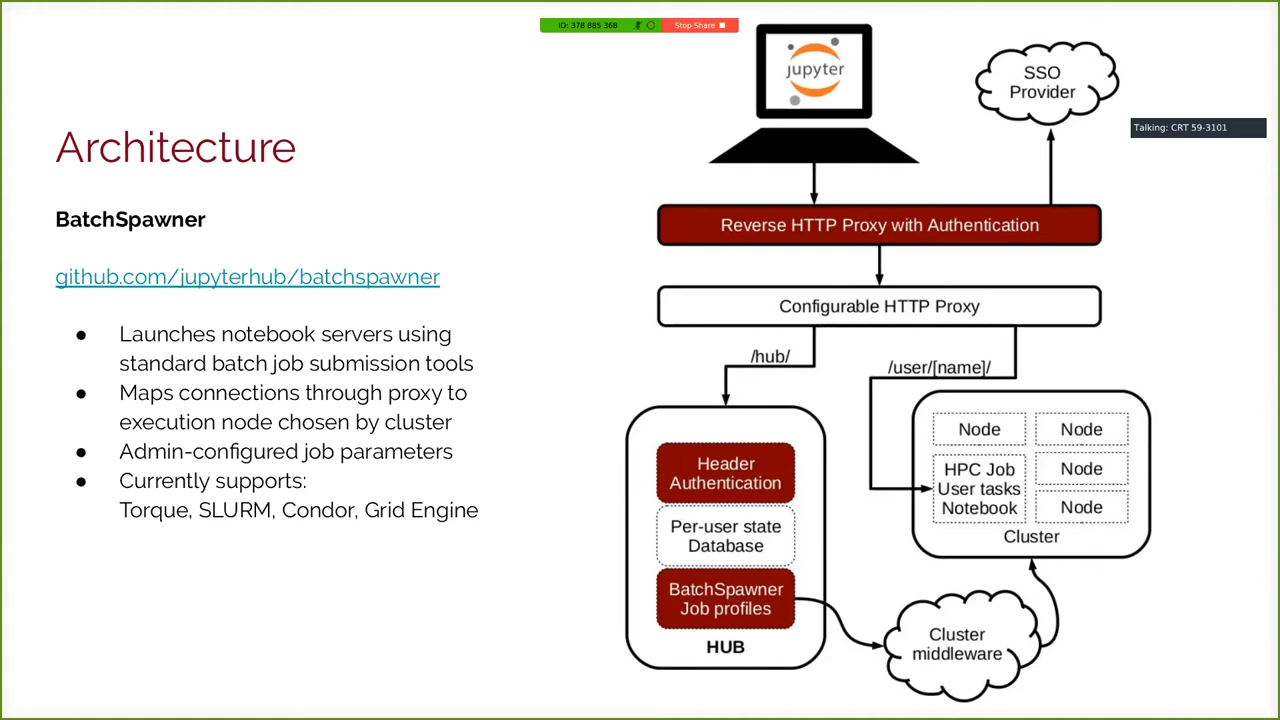 ID: 378 885 368
Stop Share
Talking: CRT 59-3101
Architecture
BatchSpawner
github.com/jupyterhub/batchspawner
● Launches notebook servers using
standard batch job submission tools
● Maps connections through proxy to
execution node chosen by cluster
● Admin-configured job parameters
● Currently supports:
Torque, SLURM, Condor, Grid Engine
jupyter
SSO
Provider
Reverse HTTP Proxy with Authentication
Configurable HTTP Proxy
/hub/
/user/[name]/
Header
Authentication
Per-user state
Database
BatchSpawner
Job profiles
HUB
Node
Node
HPC Job
User tasks
Notebook
Node
Node
Cluster
Cluster
middleware